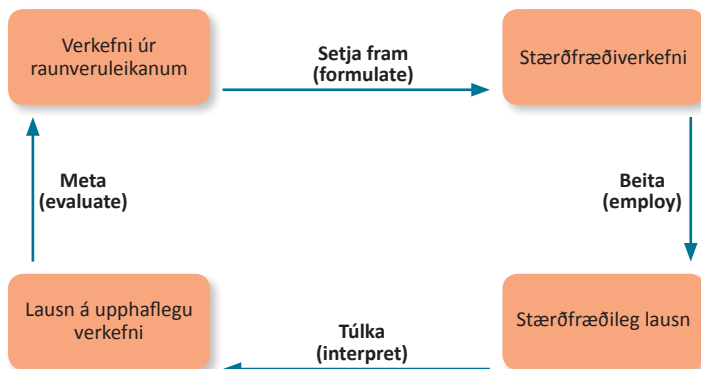 Verkefni úr
raunveruleikanum
Setja fram
(formulate)
Stærðfræðiverkefni
Meta
(evaluate)
Beita
(employ)
Lausn á upphaflegu
verkefni
Túlka
(interpret)
Stærðfræðileg lausn